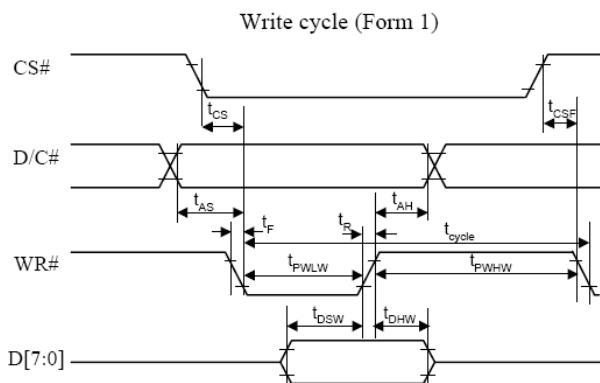 Write cycle (Form 1)
CS#
tCS
tCSF
D/C#
tAS
tAH
tF
tR
tcycle
WR#
tPWLW
tPWHW
tDSW
tDHW
D[7:0]